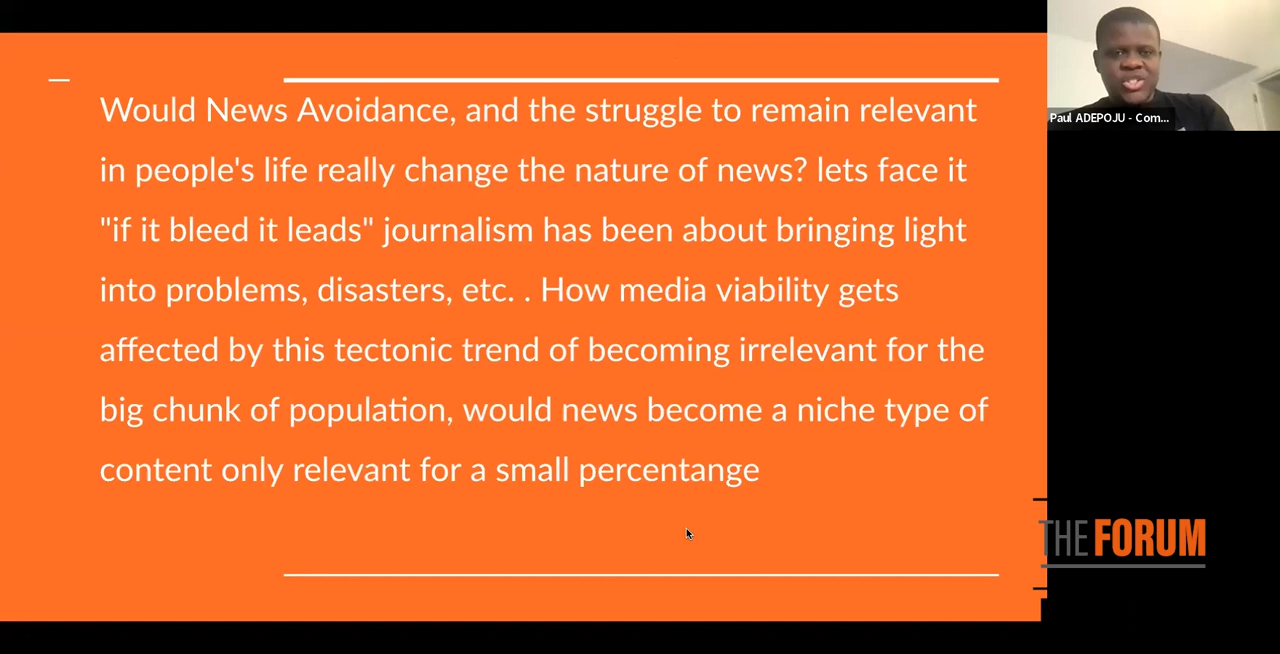 Would News Avoidance, and the struggle to remain relevant
in people's life really change the nature of news? lets face it
"if it bleed it leads" journalism has been about bringing light
into problems, disasters, etc. . How media viability gets
affected by this tectonic trend of becoming irrelevant for the
big chunk of population, would news become a niche type of
content only relevant for a small percentange
Paul ADEPOJU - Com...
THE FORUM